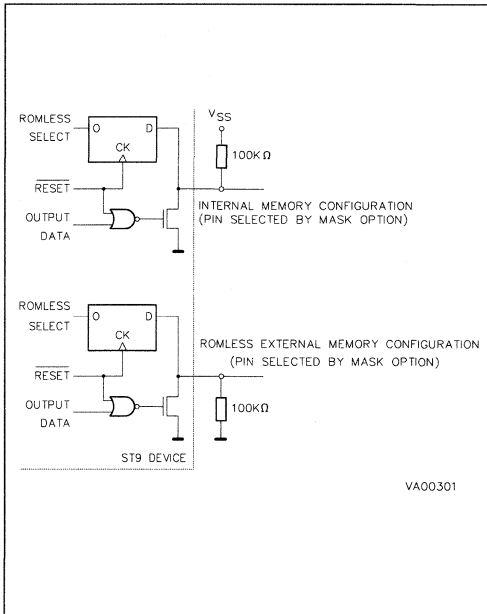 ROMLESS
SELECT
O
D
CK
RESET
OUTPUT
DATA
VSS
100KΩ
INTERNAL MEMORY CONFIGURATION
(PIN SELECTED BY MASK OPTION)
ROMLESS
SELECT
O
D
CK
RESET
OUTPUT
DATA
ROMLESS EXTERNAL MEMORY CONFIGURATION
(PIN SELECTED BY MASK OPTION)
100KΩ
ST9 DEVICE
VA00301